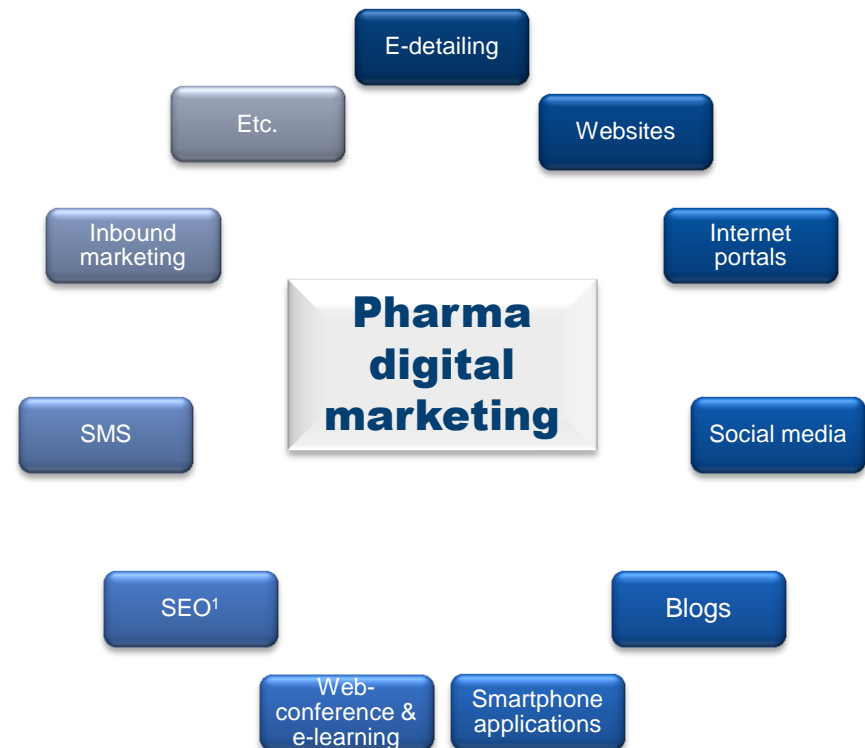 E-detailing
Websites
Internet
portals
Social media
Blogs
Smartphone
applications
Web-
conference &
e-learning
SEO¹
SMS
Inbound
marketing
Etc.
Pharma
digital
marketing